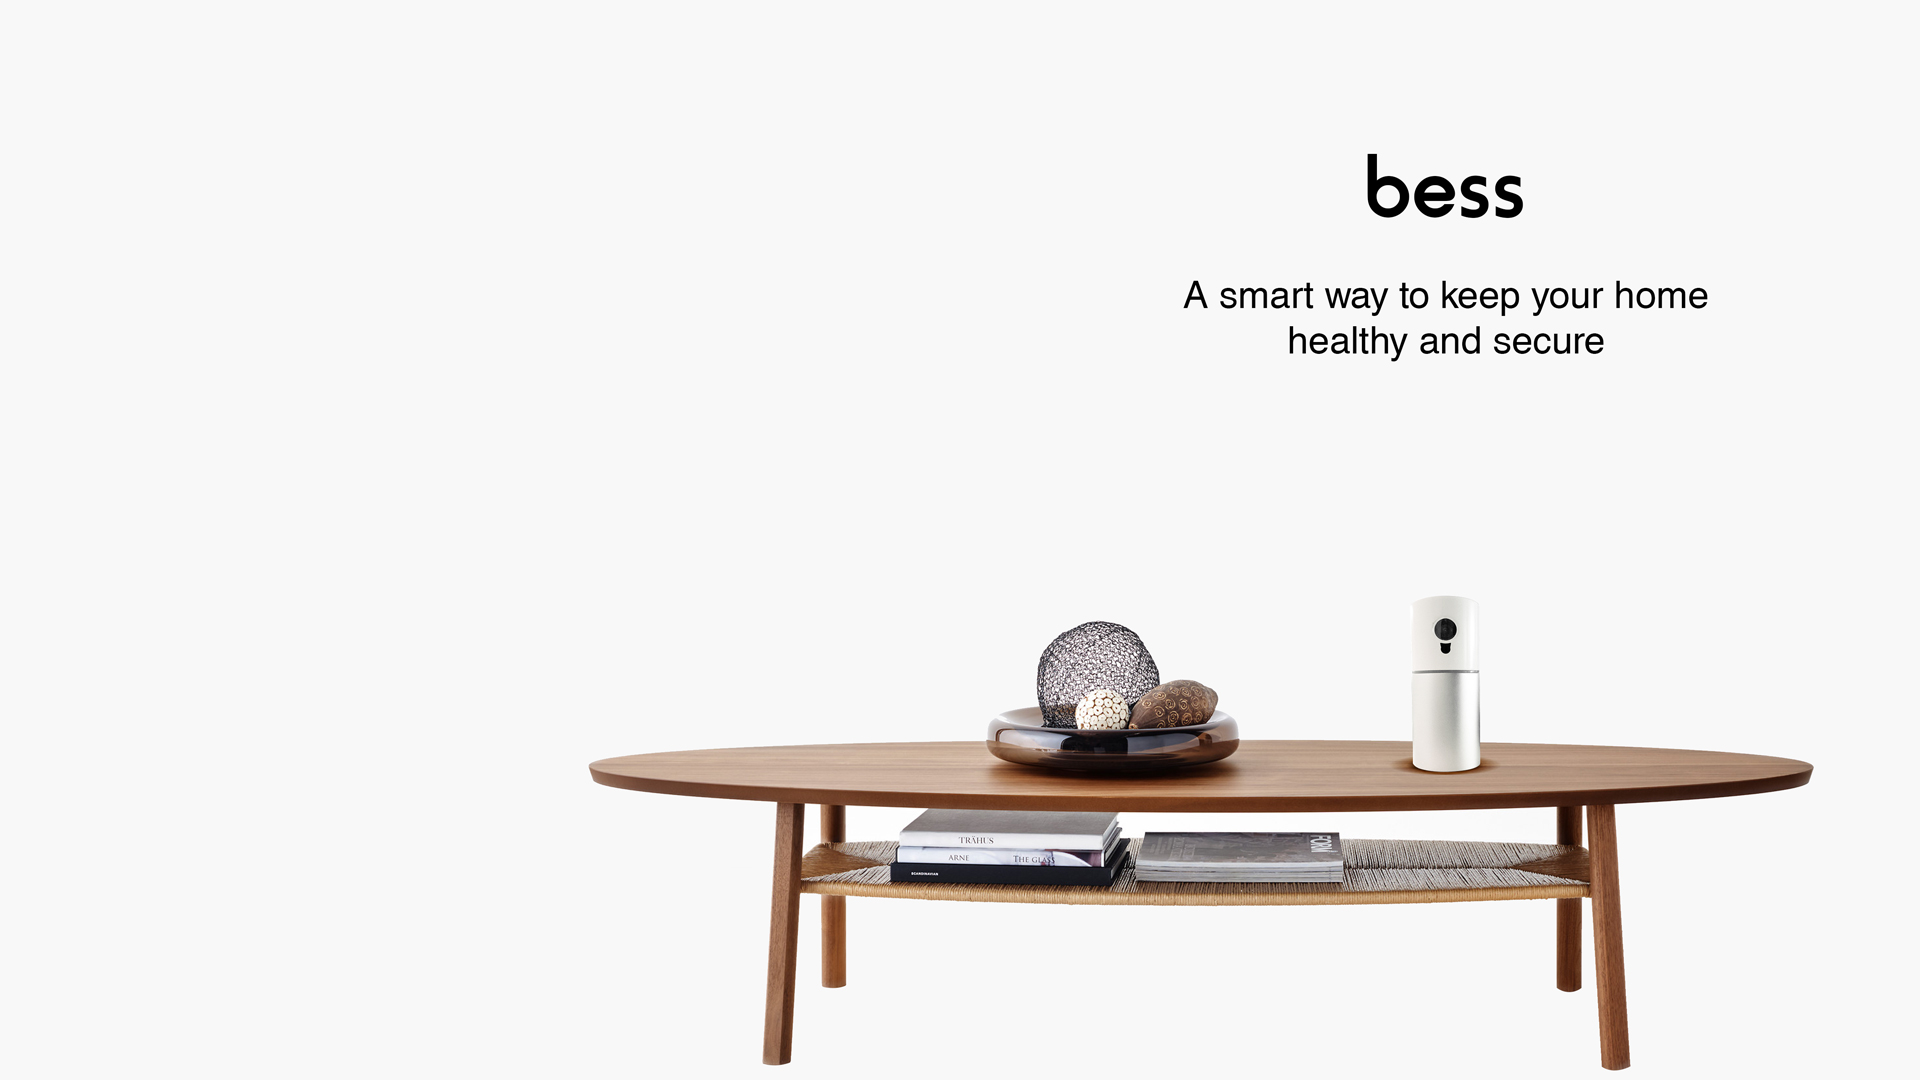 bess
A smart way to keep your home
healthy and secure
TRÄHUS
ARNE THE GLASS
SCANDINAVIAN
FORM